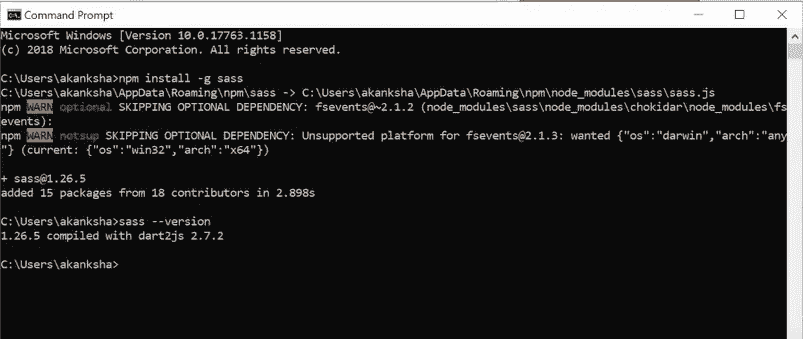 Command Prompt
Microsoft Windows [Version 10.0.17763.1158]
(c) 2018 Microsoft Corporation. All rights reserved.
C:\Users\akanksha>npm install -g sass
C:\Users\akanksha\AppData\Roaming\npm\sass -> C:\Users\akanksha\AppData\Roaming\npm\node_modules\sass\sass.js
npm WARN optional SKIPPING OPTIONAL DEPENDENCY: fsevents@~2.1.2 (node_modules\sass\node_modules\chokidar\node_modules\fs
events):
npm WARN notsup SKIPPING OPTIONAL DEPENDENCY: Unsupported platform for fsevents@2.1.3: wanted {"os":"darwin","arch":"any
"} (current: {"os":"win32","arch":"x64"})
+ sass@1.26.5
added 15 packages from 18 contributors in 2.898s
C:\Users\akanksha>sass --version
1.26.5 compiled with dart2js 2.7.2
C:\Users\akanksha>